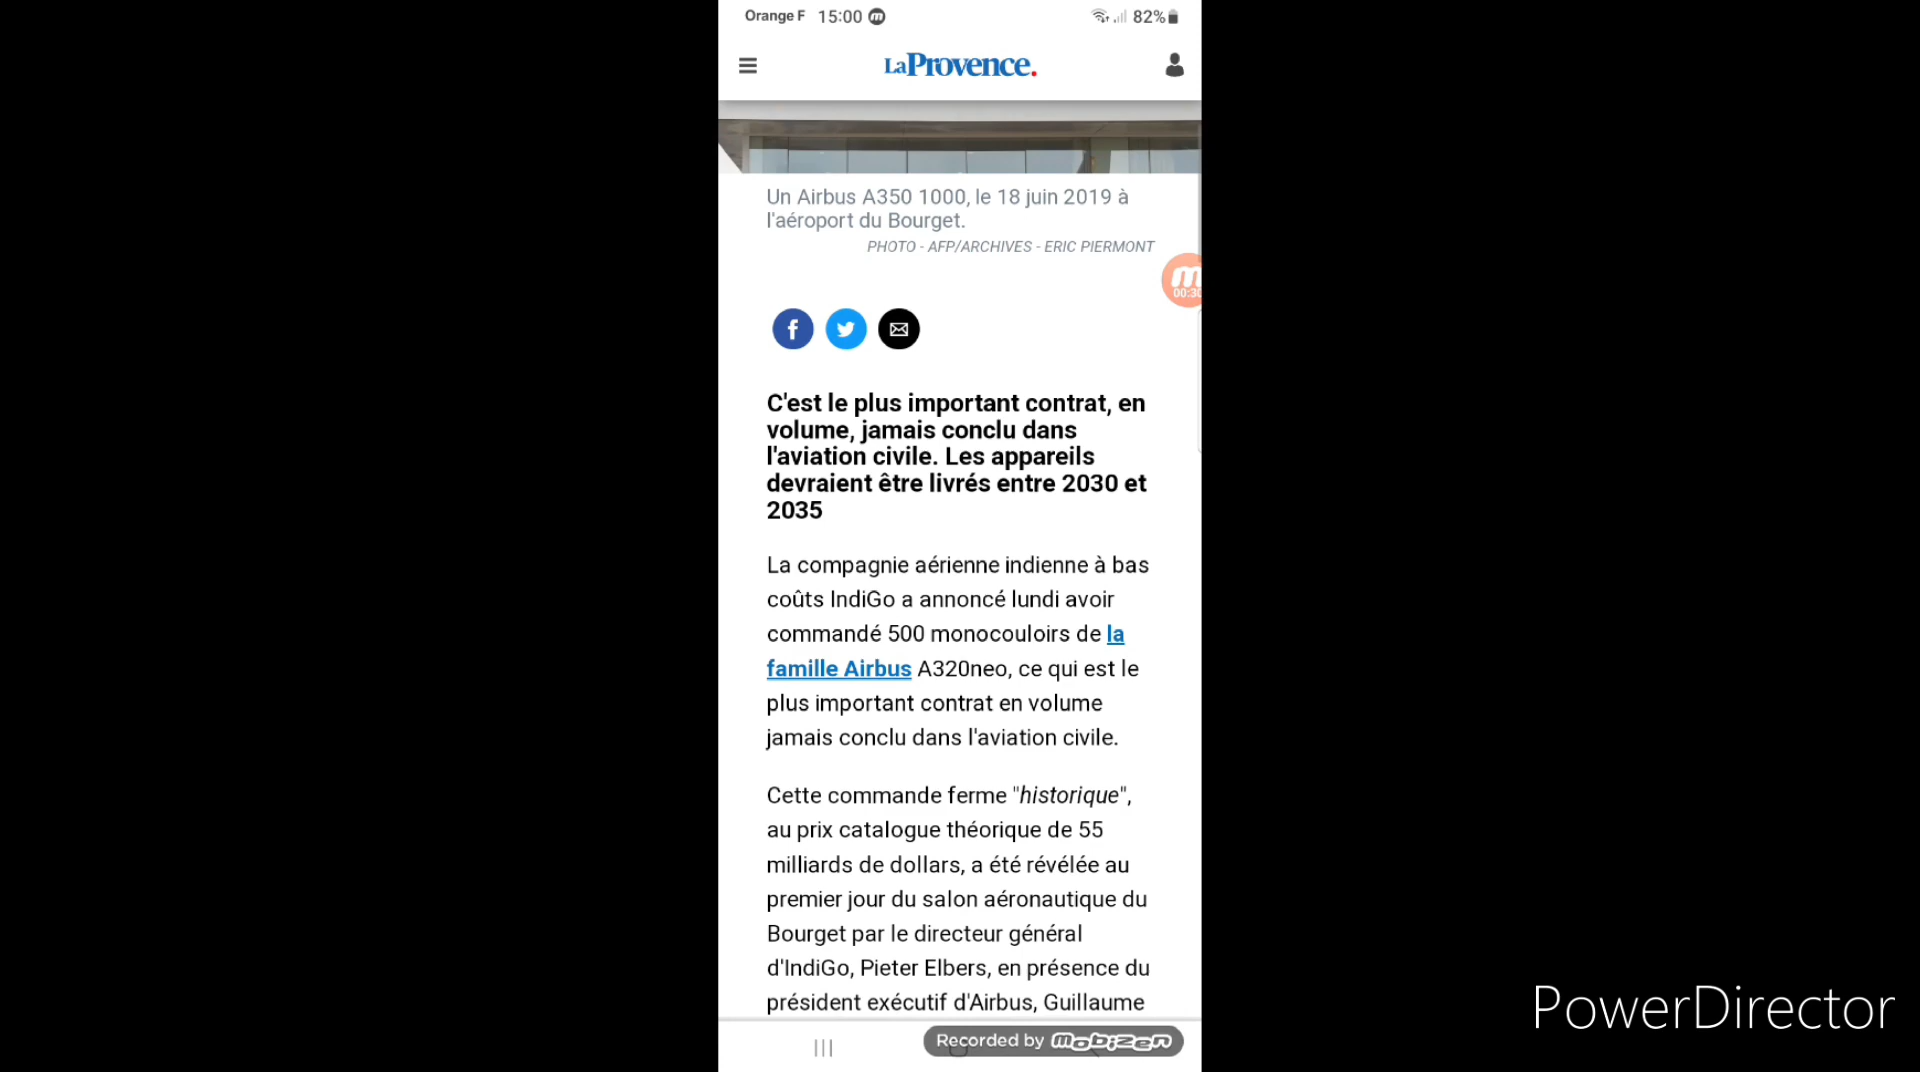 Orange F 15:00 m 82%
LaProvence.
Un Airbus A350 1000, le 18 juin 2019 à
l'aéroport du Bourget.
PHOTO - AFP/ARCHIVES - ERIC PIERMONT
m
00:30
f
C'est le plus important contrat, en
volume, jamais conclu dans
l'aviation civile. Les appareils
devraient être livrés entre 2030 et
2035
La compagnie aérienne indienne à bas
coûts IndiGo a annoncé lundi avoir
commandé 500 monocouloirs de la
famille Airbus A320neo, ce qui est le
plus important contrat en volume
jamais conclu dans l'aviation civile.
Cette commande ferme "historique",
au prix catalogue théorique de 55
milliards de dollars, a été révélée au
premier jour du salon aéronautique du
Bourget par le directeur général
d'IndiGo, Pieter Elbers, en présence du
président exécutif d'Airbus, Guillaume
Recorded by mobizen
PowerDirector